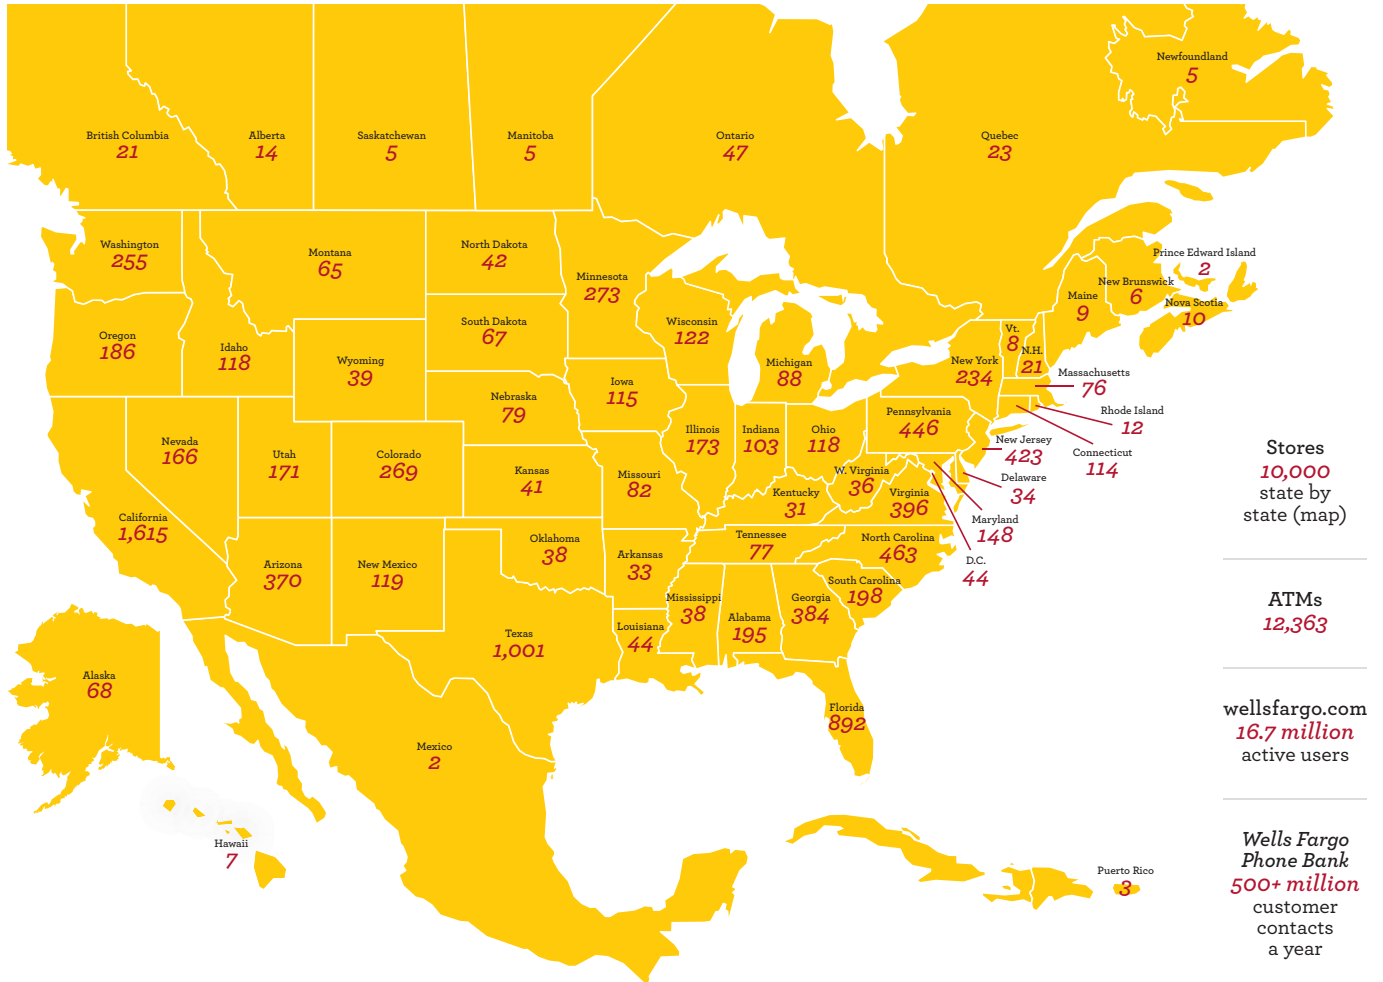 Newfoundland
5
British Columbia
21
Alberta
14
Saskatchewan
5
Manitoba
5
Ontario
47
Quebec
23
Washington
255
Montana
65
North Dakota
42
Minnesota
273
Prince Edward Island
2
New Brunswick
6
Maine
9
Nova Scotia
10
Oregon
186
Idaho
118
Wyoming
39
South Dakota
67
Wisconsin
122
Michigan
88
New York
234
Vt.
8
N.H.
21
Massachusetts
76
Rhode Island
12
Connecticut
114
Iowa
115
Nebraska
79
Pennsylvania
446
New Jersey
423
Nevada
166
Utah
171
Colorado
269
Kansas
41
Missouri
82
Illinois
173
Indiana
103
Ohio
118
W. Virginia
36
Kentucky
31
Virginia
396
Delaware
34
Maryland
148
D.C.
44
California
1,615
Arizona
370
New Mexico
119
Oklahoma
38
Arkansas
33
Tennessee
77
North Carolina
463
South Carolina
198
Mississippi
38
Alabama
195
Georgia
384
Louisiana
44
Texas
1,001
Florida
892
Alaska
68
Mexico
2
Hawaii
7
Puerto Rico
3
Stores
10,000
state by
state (map)
ATMs
12,363
wellsfargo.com
16.7 million
active users
Wells Fargo
Phone Bank
500+ million
customer
contacts
a year